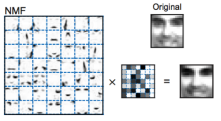 Original
NMF
×
=